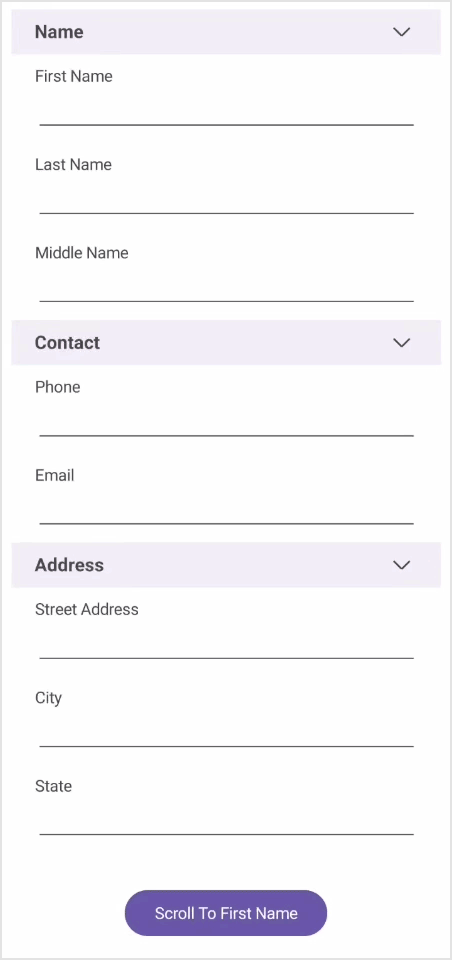 Name
First Name
Last Name
Middle Name
Contact
Phone
Email
Address
Street Address
City
State
Scroll To First Name